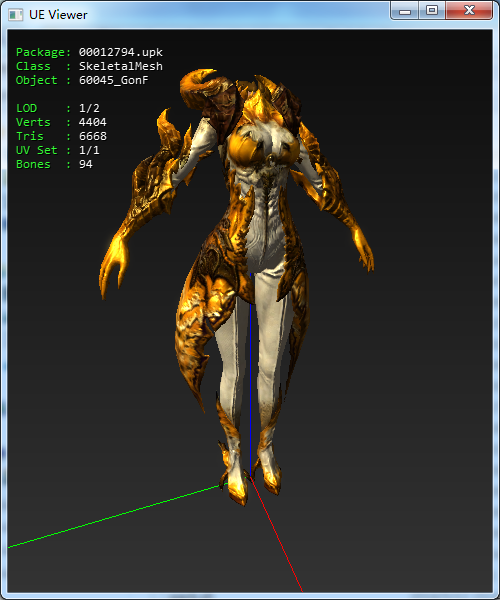 UE Viewer
Package: 00012794.upk
Class : SkeletalMesh
Object : 60045_GonF
LOD : 1/2
Verts : 4404
Tris : 6668
UV Set : 1/1
Bones : 94